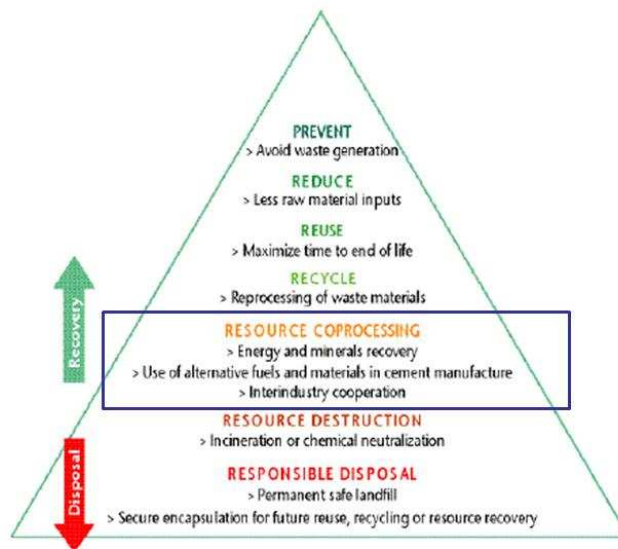 PREVENT
> Avoid waste generation
REDUCE
> Less raw material inputs
REUSE
> Maximize time to end of life
RECYCLE
> Reprocessing of waste materials
Recovery
RESOURCE COPROCESSING
> Energy and minerals recovery
> Use of alternative fuels and materials in cement manufacture
> Interindustry cooperation
RESOURCE DESTRUCTION
> Incineration or chemical neutralization
Disposal
RESPONSIBLE DISPOSAL
> Permanent safe landfill
> Secure encapsulation for future reuse, recycling or resource recovery